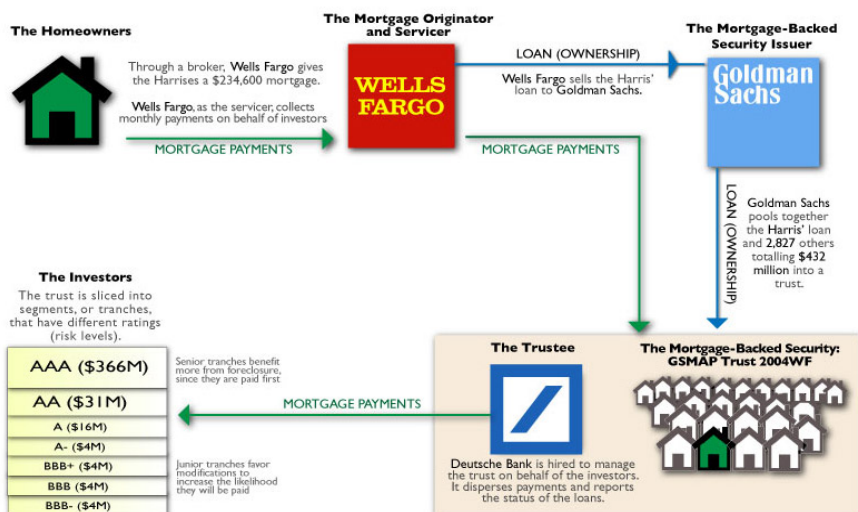 The Homeowners
Through a broker, Wells Fargo gives
the Harrises a $234,600 mortgage.
Wells Fargo, as the servicer, collects
monthly payments on behalf of investors
MORTGAGE PAYMENTS
The Mortgage Originator
and Servicer
WELLS
FARGO
LOAN (OWNERSHIP)
Wells Fargo sells the Harris'
loan to Goldman Sachs.
MORTGAGE PAYMENTS
The Mortgage-Backed
Security Issuer
Goldman
Sachs
LOAN (OWNERSHIP)
Goldman Sachs
pools together
the Harris' loan
and 2,827 others
totalling $432
million into a
trust.
The Investors
The trust is sliced into
segments, or tranches,
that have different ratings
(risk levels).
AAA ($366M)
AA ($31M)
A ($16M)
A- ($4M)
BBB+ ($4M)
BBB ($4M)
BBB- ($4M)
Senior tranches benefit
more from foreclosure,
since they are paid first
Junior tranches favor
modifications to
increase the likelihood
they will be paid
MORTGAGE PAYMENTS
The Trustee
Deutsche Bank is hired to manage
the trust on behalf of the investors.
It disperses payments and reports
the status of the loans.
The Mortgage-Backed Security:
GSMAP Trust 2004WF